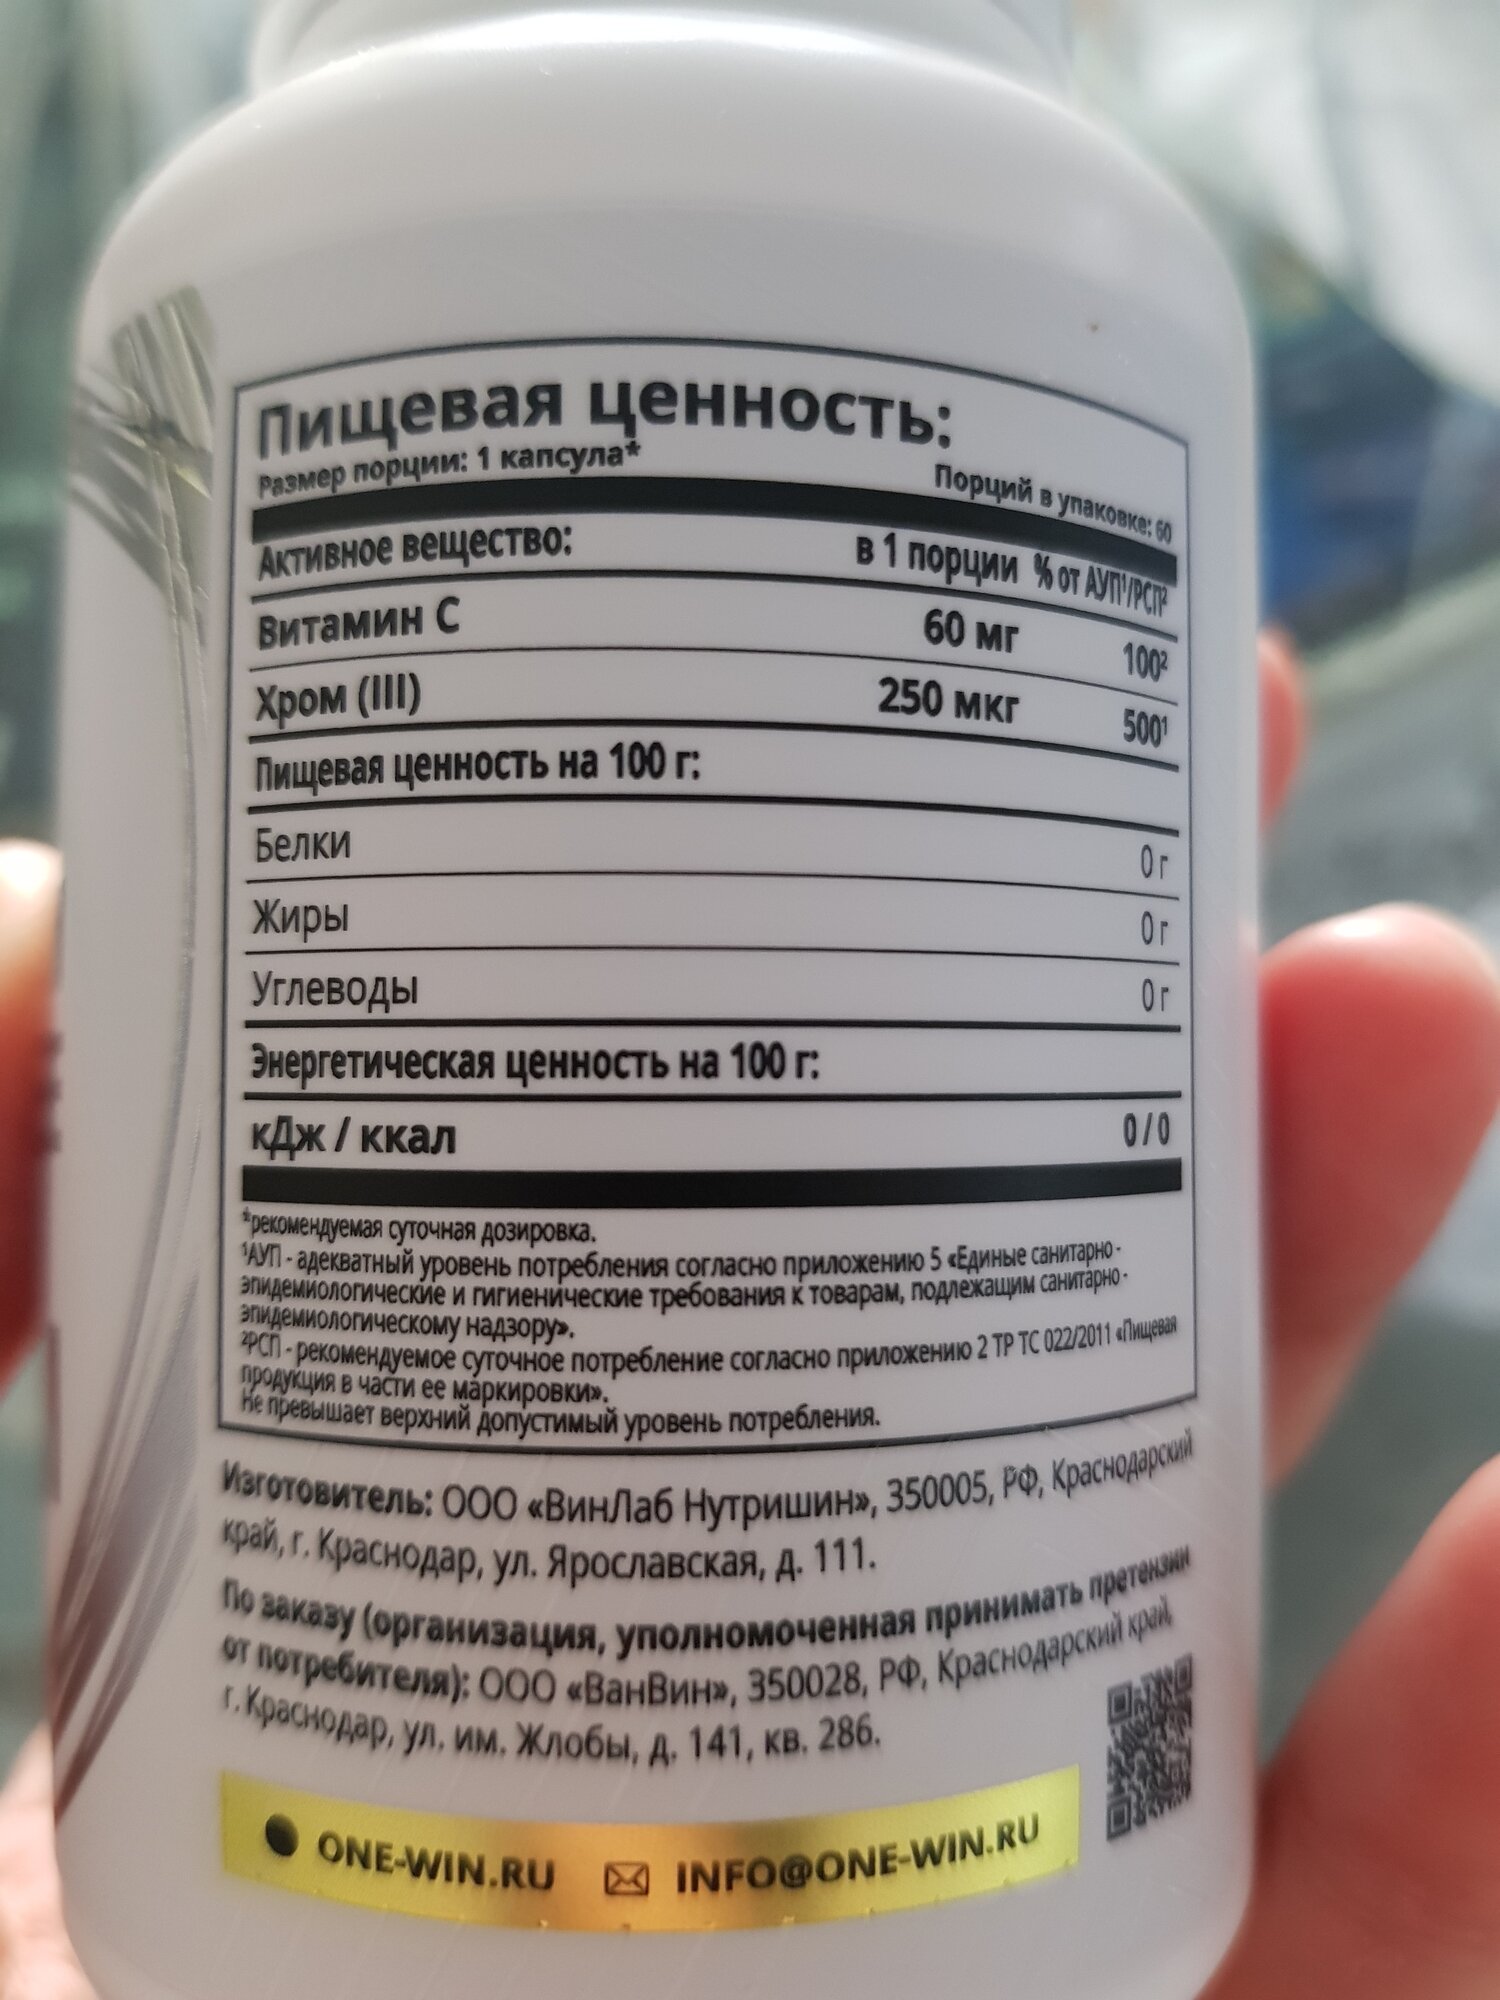 Пищевая ценность:
Размер порции: 1 капсула* Порций в упаковке: 60
Активное вещество: в 1 порции % от АУП¹/РСП²
Витамин С 60 мг 100²
Хром (III) 250 мкг 500¹
Пищевая ценность на 100 г:
Белки 0 г
Жиры 0 г
Углеводы 0 г
Энергетическая ценность на 100 г:
кДж / ккал 0 / 0
*рекомендуемая суточная дозировка.
¹АУП - адекватный уровень потребления согласно приложению 5 «Единые санитарно-
эпидемиологические и гигиенические требования к товарам, подлежащим санитарно-
эпидемиологическому надзору».
²РСП - рекомендуемое суточное потребление согласно приложению 2 ТР ТС 022/2011 «Пищевая
продукция в части ее маркировки».
Не превышает верхний допустимый уровень потребления.
Изготовитель: ООО «ВинЛаб Нутришин», 350005, РФ, Краснодарский
край, г. Краснодар, ул. Ярославская, д. 111.
По заказу (организация, уполномоченная принимать претензии
от потребителя): ООО «ВанВин», 350028, РФ, Краснодарский край,
г. Краснодар, ул. им. Жлобы, д. 141, кв. 286.
ONE-WIN.RU INFO@ONE-WIN.RU